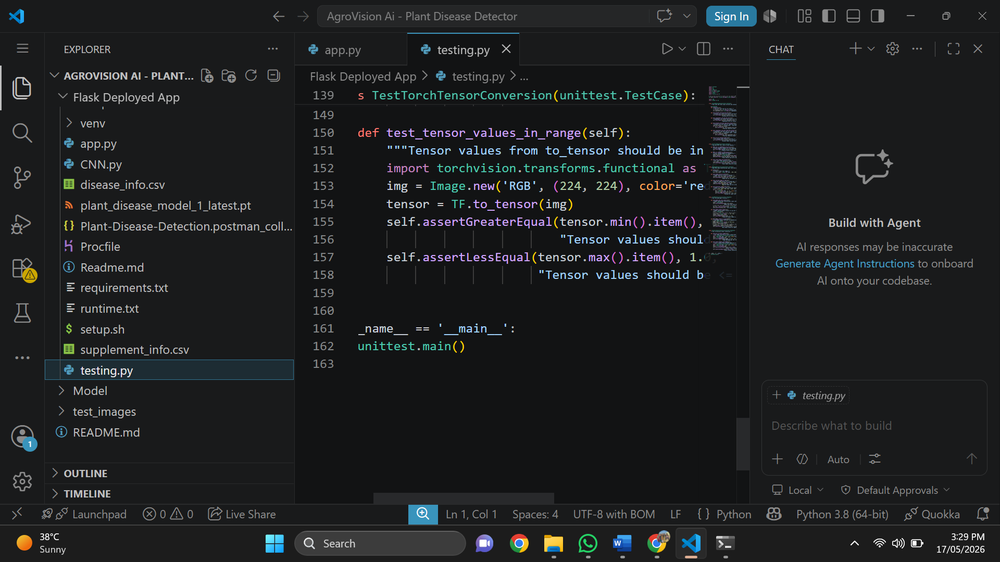 AgroVision Ai - Plant Disease Detector
Sign In
EXPLORER
AGROVISION AI - PLANT...
Flask Deployed App
venv
app.py
CNN.py
disease_info.csv
plant_disease_model_1_latest.pt
Plant-Disease-Detection.postman_coll...
Procfile
Readme.md
requirements.txt
runtime.txt
setup.sh
supplement_info.csv
testing.py
Model
test_images
README.md
OUTLINE
TIMELINE
app.py
testing.py
Flask Deployed App > testing.py > ...
139 s TestTorchTensorConversion(unittest.TestCase):
149
150 def test_tensor_values_in_range(self):
151 """Tensor values from to_tensor should be in
152 import torchvision.transforms.functional as
153 img = Image.new('RGB', (224, 224), color='red
154 tensor = TF.to_tensor(img)
155 self.assertGreaterEqual(tensor.min().item(),
156 "Tensor values should
157 self.assertLessEqual(tensor.max().item(), 1.0,
158 "Tensor values should be <=
159
160
161 _name__ == '__main__':
162 unittest.main()
163
CHAT
Build with Agent
AI responses may be inaccurate
Generate Agent Instructions to onboard
AI onto your codebase.
testing.py
Describe what to build
Auto
Local
Default Approvals
1
Launchpad
0
0
Live Share
Ln 1, Col 1
Spaces: 4
UTF-8 with BOM
LF
{ } Python
Python 3.8 (64-bit)
Quokka
38°C
Sunny
Search
3:29 PM
17/05/2026